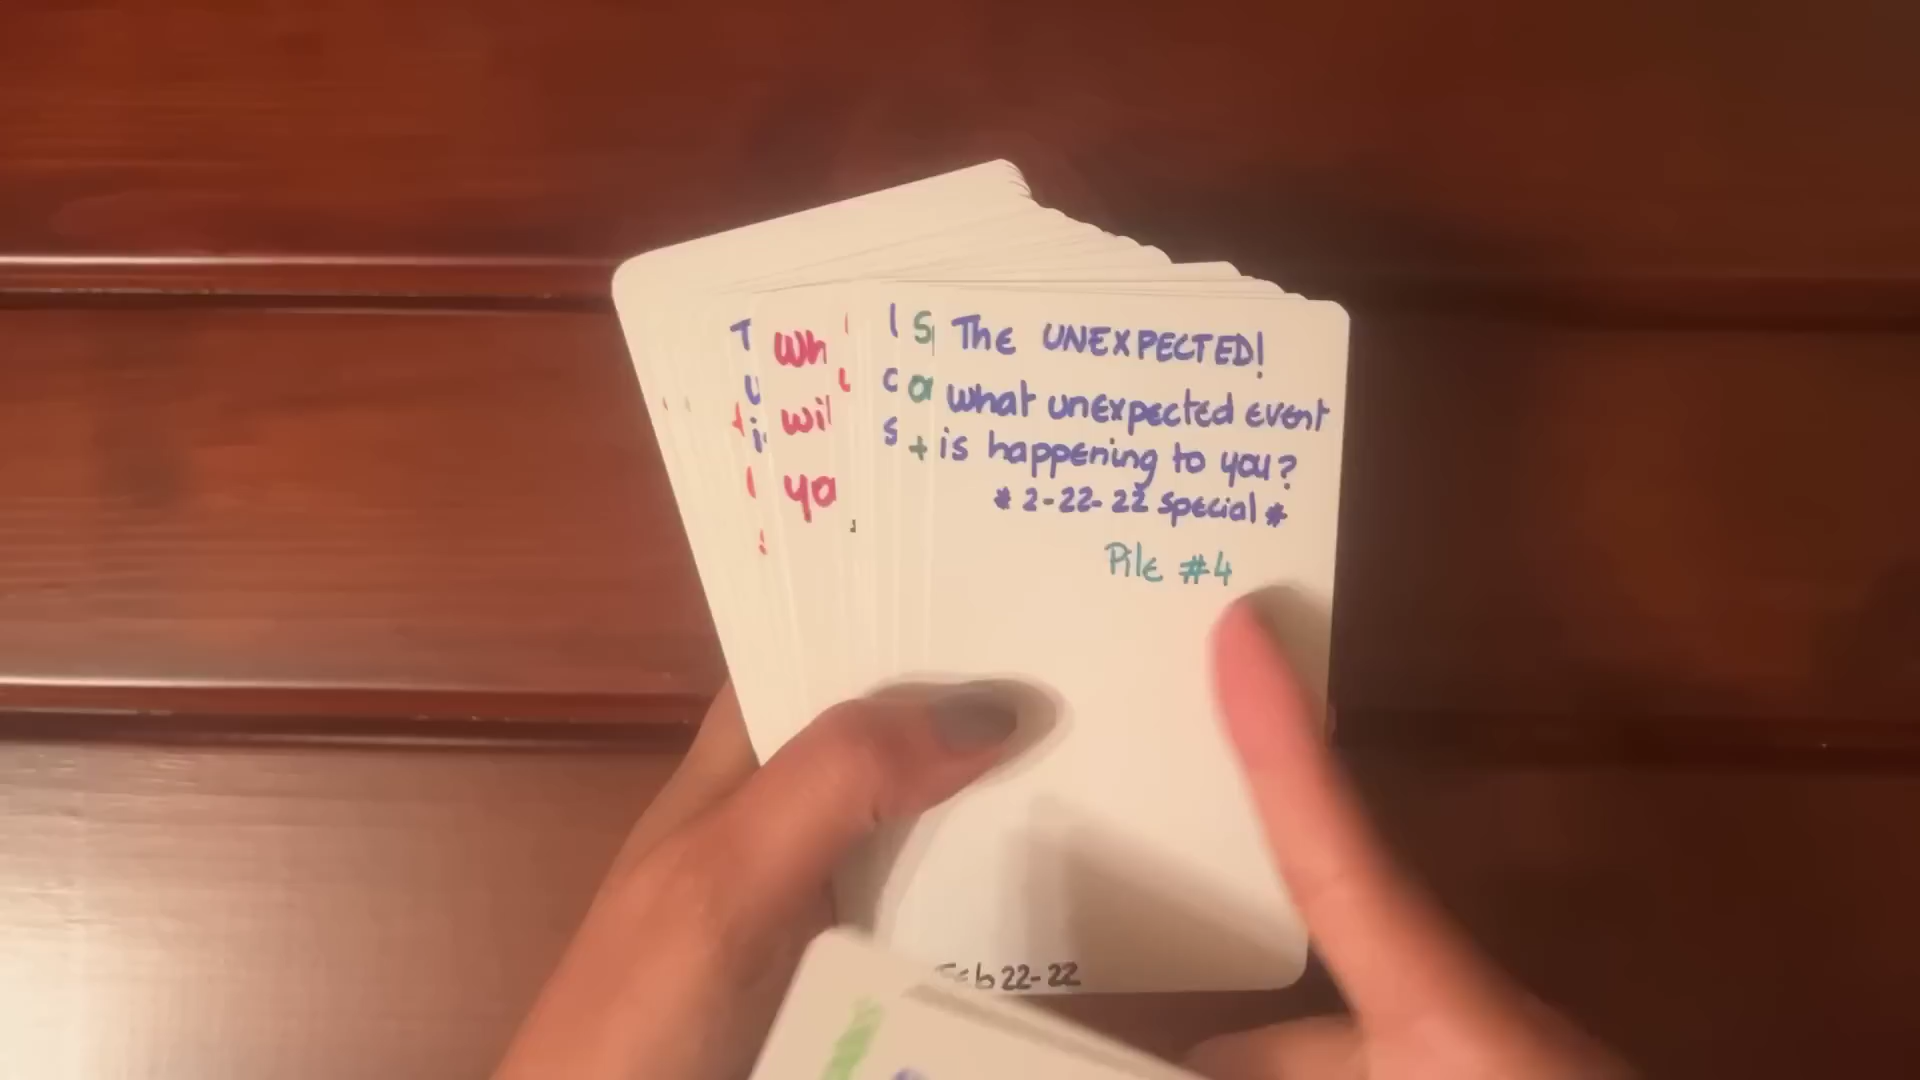 The UNEXPECTED!
what unexpected event
is happening to you?
* 2-22-22 Special *
Pile #4
Feb 22-22